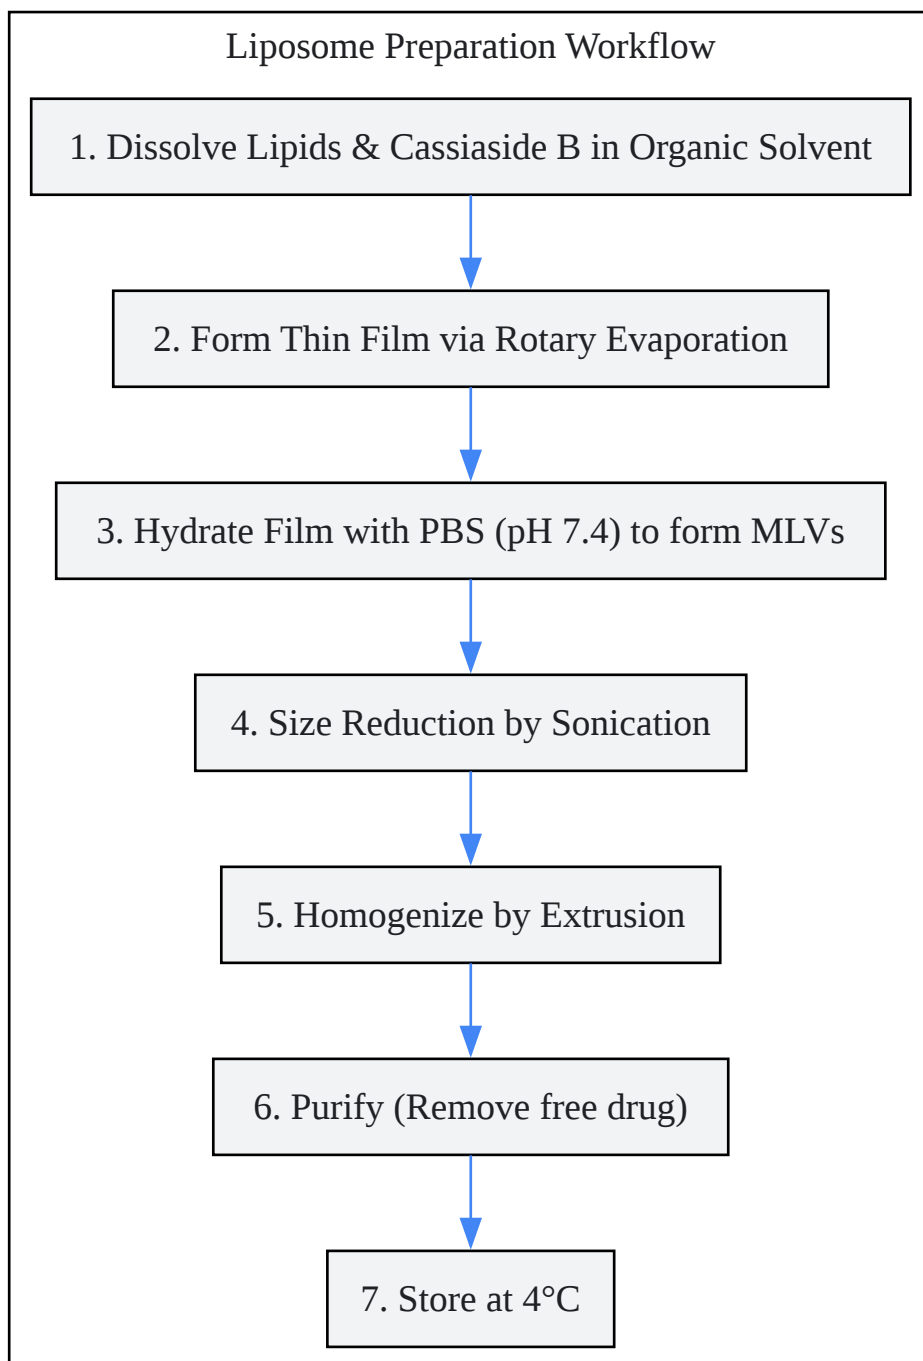 Liposome Preparation Workflow
1. Dissolve Lipids & Cassiaside B in Organic Solvent
2. Form Thin Film via Rotary Evaporation
3. Hydrate Film with PBS (pH 7.4) to form MLVs
4. Size Reduction by Sonication
5. Homogenize by Extrusion
6. Purify (Remove free drug)
7. Store at 4°C